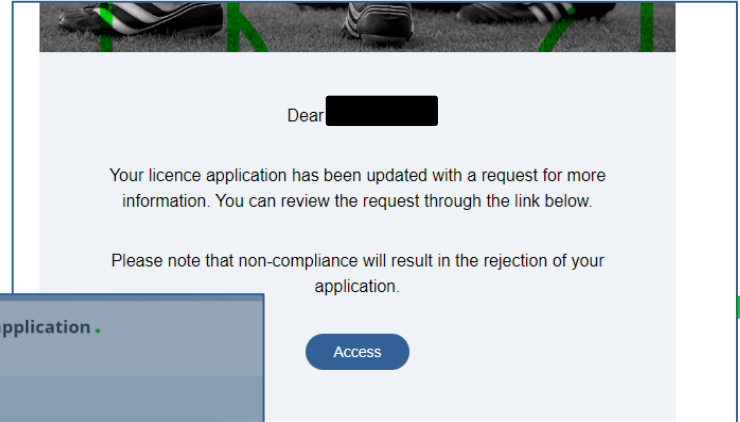 Dear
Your licence application has been updated with a request for more
information. You can review the request through the link below.
Please note that non-compliance will result in the rejection of your
application.
application.
Access